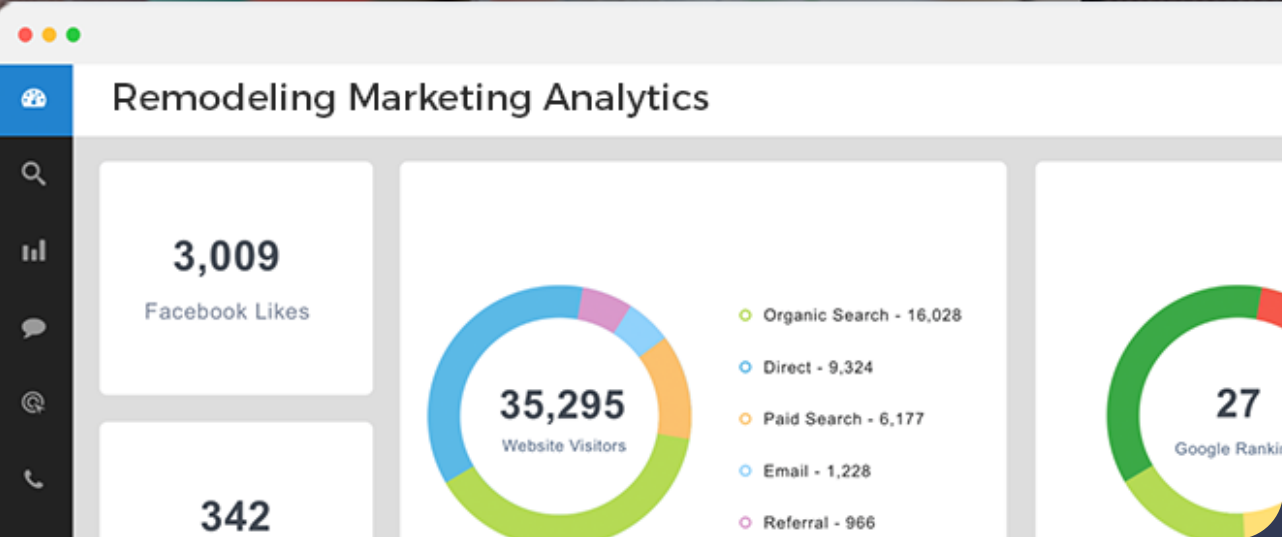 Remodeling Marketing Analytics
3,009
Facebook Likes
342
35,295
Website Visitors
Organic Search - 16,028
Direct - 9,324
Paid Search - 6,177
Email - 1,228
Referral - 966
27
Google